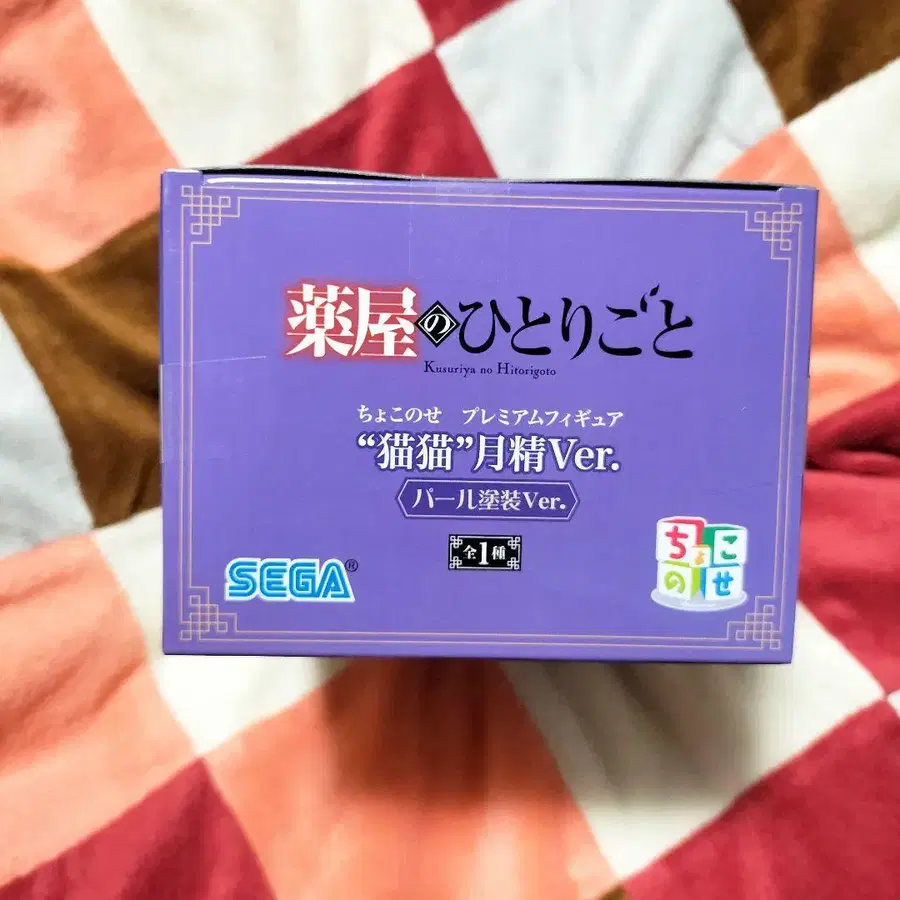 薬屋のひとりごと
Kusuriya no Hitorigoto
ちょこのせ プレミアムフィギュア
“猫猫”月精Ver.
パール塗装Ver.
全1種
SEGA®
ちょこ
のせ